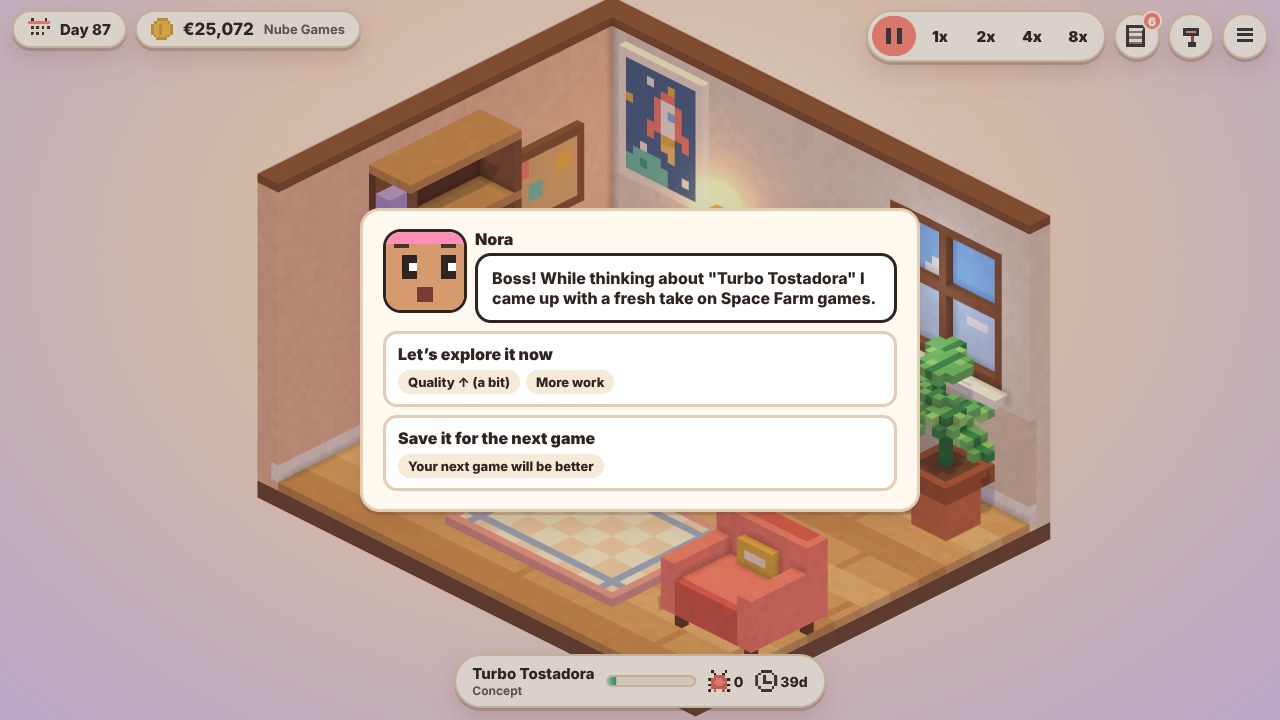 Day 87
€25,072 Nube Games
1x 2x 4x 8x
6
Nora
Boss! While thinking about "Turbo Tostadora" I
came up with a fresh take on Space Farm games.
Let’s explore it now
Quality ↑ (a bit) More work
Save it for the next game
Your next game will be better
Turbo Tostadora
Concept
0 39d